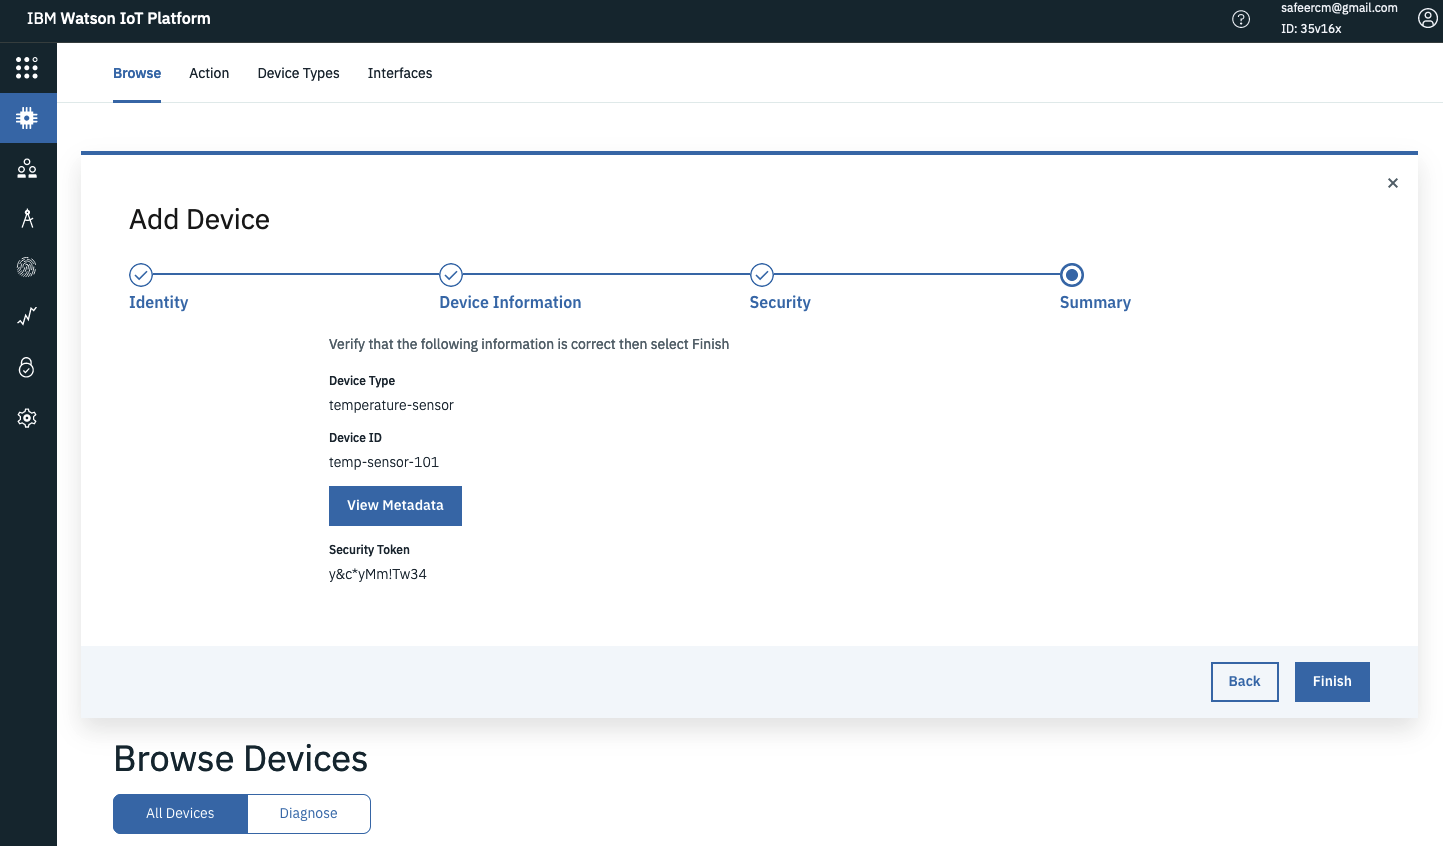 IBM Watson IoT Platform
safeercm@gmail.com
ID: 35v16x
Browse Action Device Types Interfaces
Add Device
Identity Device Information Security Summary
Verify that the following information is correct then select Finish
Device Type
temperature-sensor
Device ID
temp-sensor-101
View Metadata
Security Token
y&c*yMm!Tw34
Back Finish
Browse Devices
All Devices Diagnose